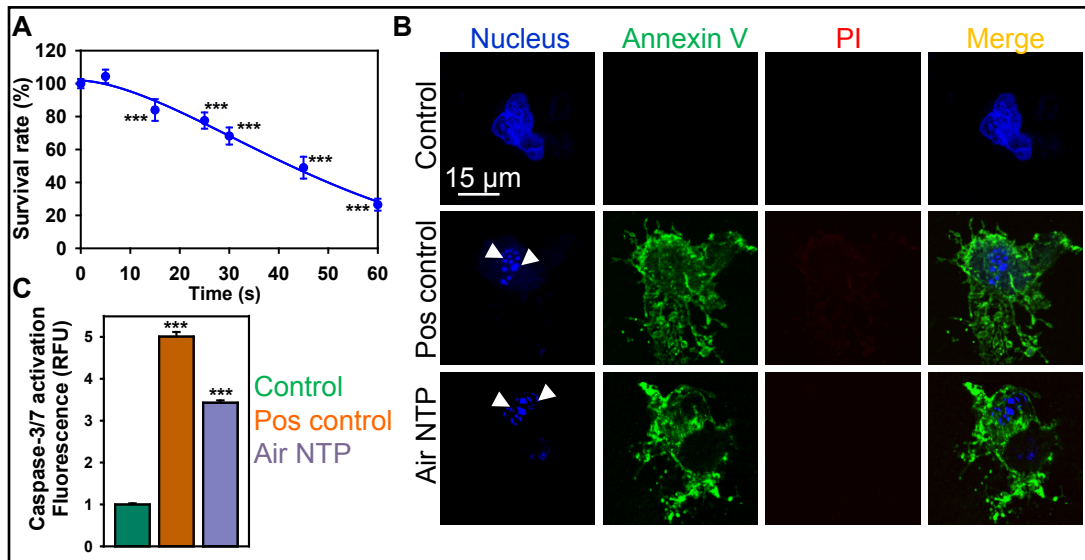 A
Survival rate (%)
120
100
80
60
40
20
0
***
***
***
***
***
0 10 20 30 40 50 60
Time (s)
B
Nucleus Annexin V PI Merge
Control
15 µm
Pos control
Air NTP
C
Caspase-3/7 activation
Fluorescence (RFU)
5
4
3
2
1
0
***
***
Control
Pos control
Air NTP